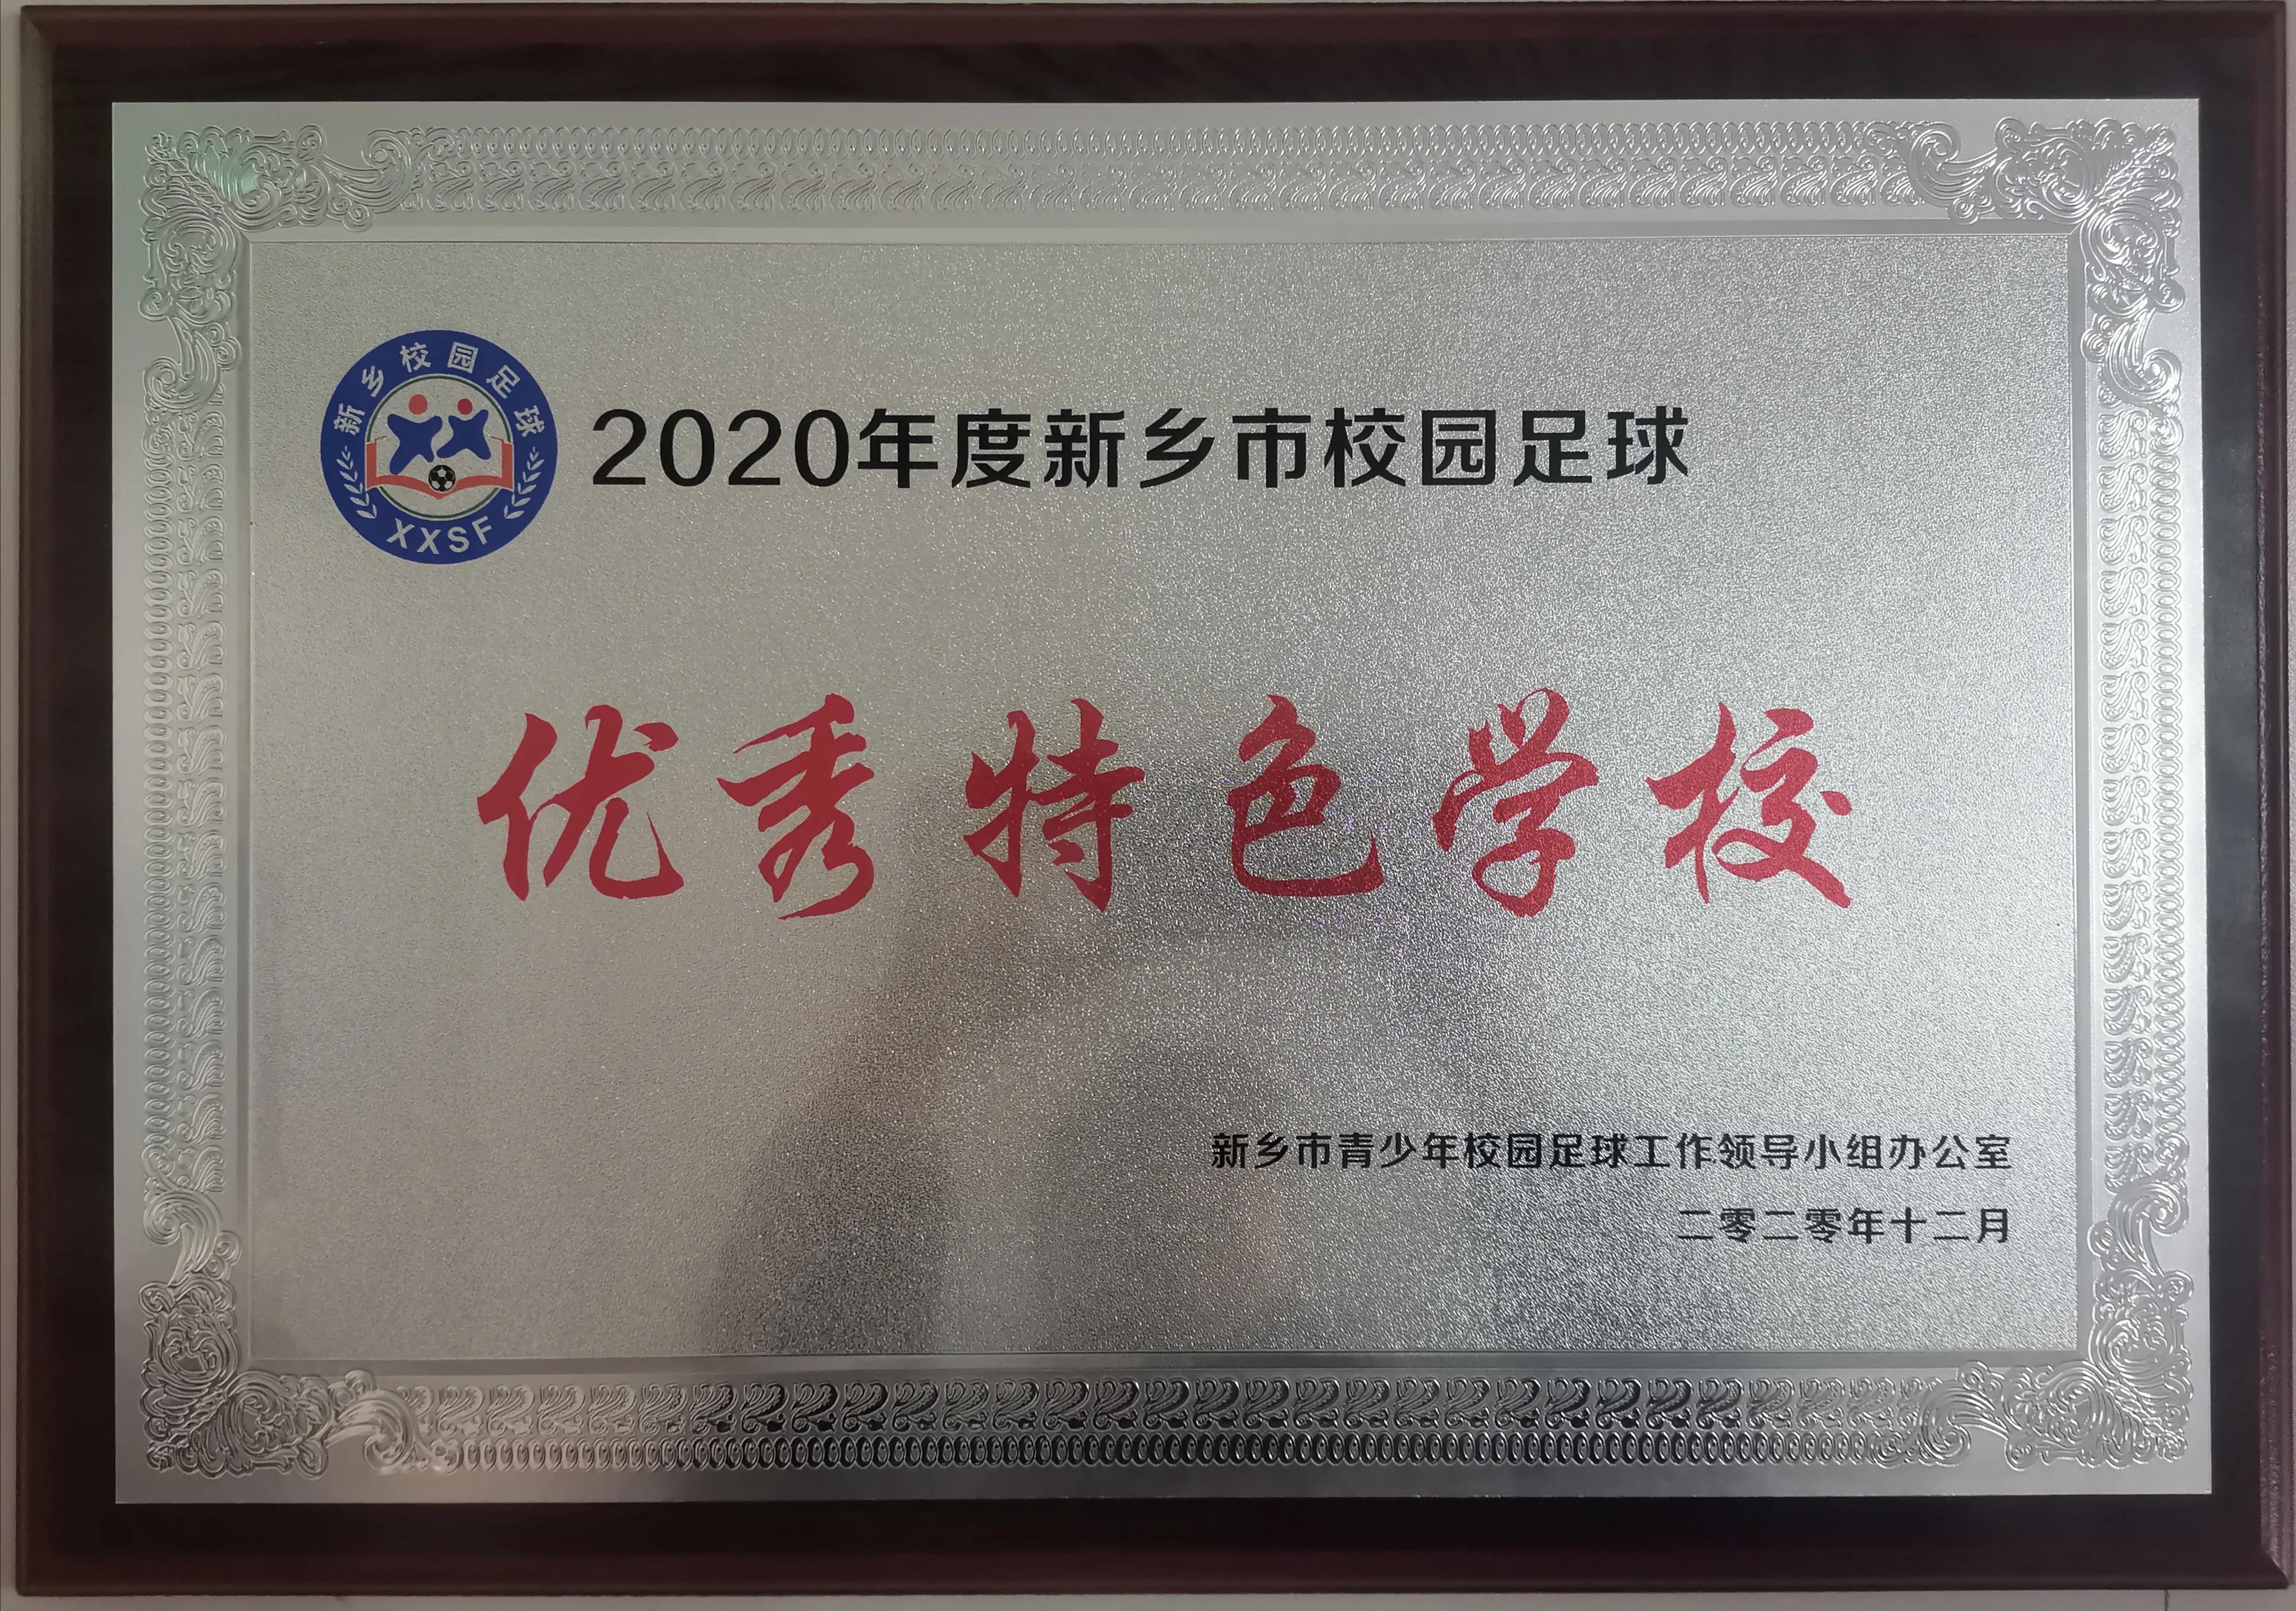 新乡校园足球
XXSF
2020年度新乡市校园足球
优秀特色学校
新乡市青少年校园足球工作领导小组办公室
二零二零年十二月